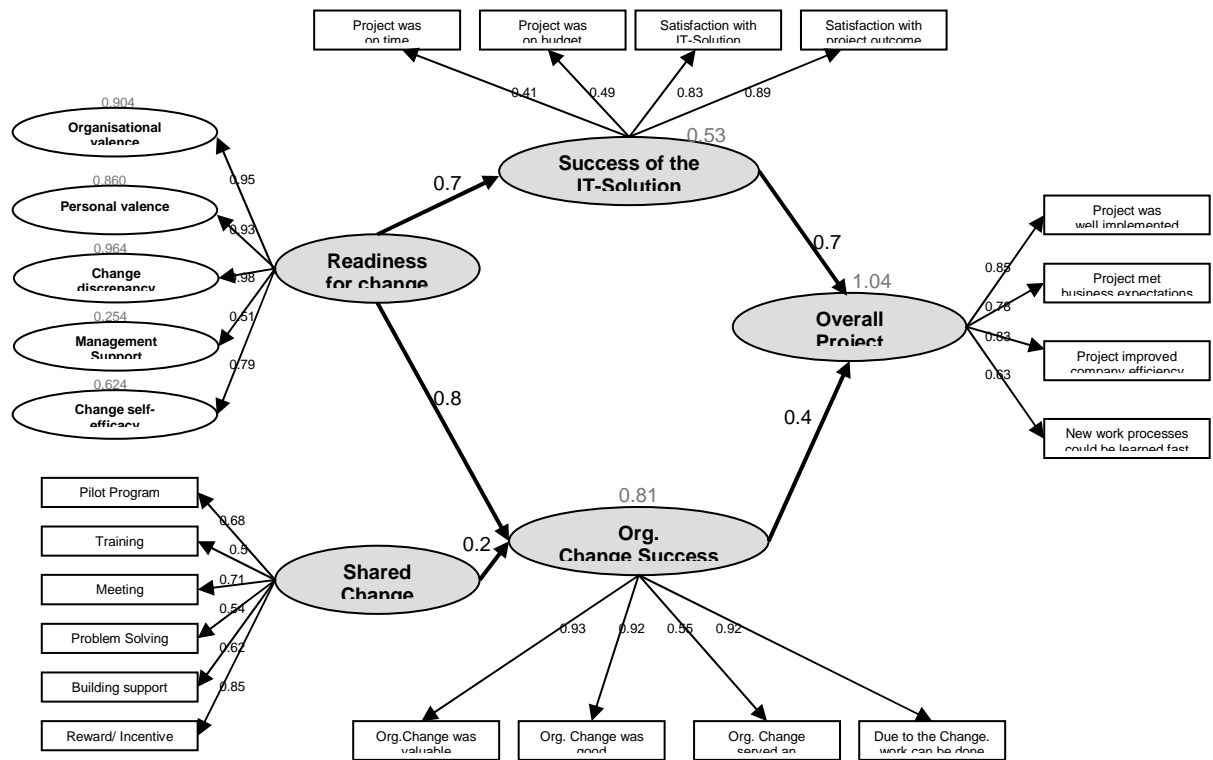 Project was
on time
Project was
on budget
Satisfaction with
IT-Solution
Satisfaction with
project outcome
0.41
0.49
0.83
0.89
0.904
Organisational
valence
0.860
Personal valence
0.964
Change
discrepancy
0.254
Management
Support
0.624
Change self-
efficacy
0.95
0.93
0.98
0.51
0.79
Readiness
for change
0.7
0.8
0.53
Success of the
IT-Solution
0.7
1.04
Overall
Project
0.4
Project was
well implemented
Project met
business expectations
Project improved
company efficiency
New work processes
could be learned fast
0.85
0.78
0.83
0.63
Pilot Program
Training
Meeting
Problem Solving
Building support
Reward/ Incentive
0.68
0.5
0.71
0.54
0.62
0.85
Shared
Change
0.2
0.81
Org.
Change Success
0.93
0.92
0.55
0.92
Org.Change was
valuable
Org. Change was
good
Org. Change
served an
Due to the Change.
work can be done